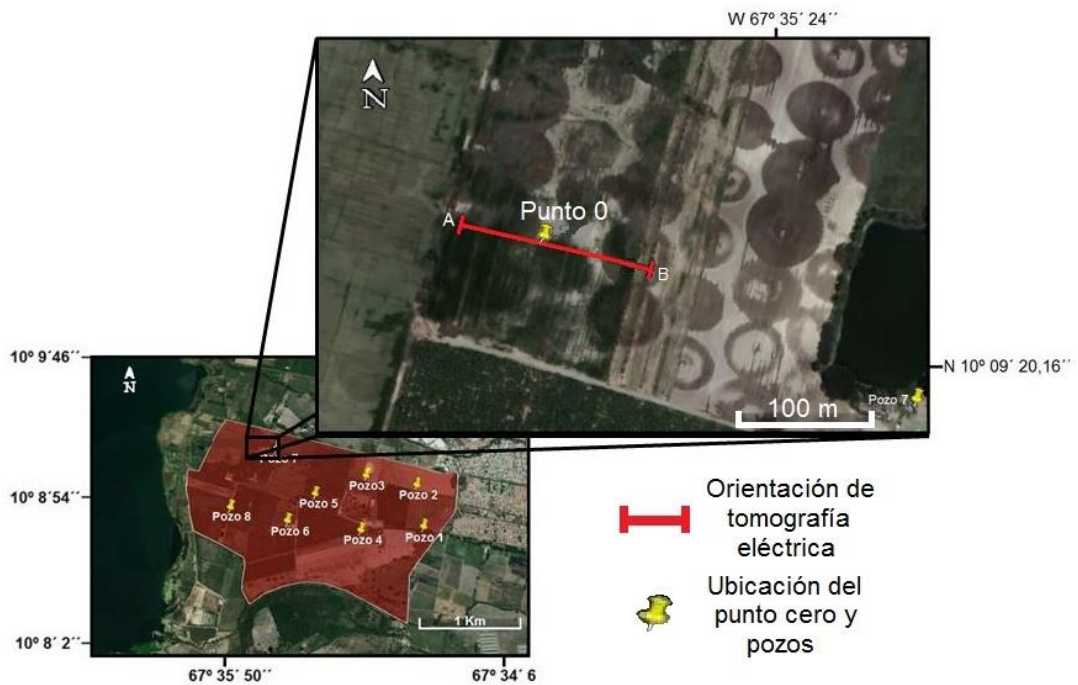 W 67º 35´ 24´´
N
Punto 0
A
B
N 10º 09´ 20,16´´
Pozo 7
100 m
10º 9´46´´
N
Pozo 7
Pozo3
Pozo 2
10º 8´54´´
Pozo 5
Pozo 8
Pozo 6
Pozo 4
Pozo 1
1 Km
10º 8´ 2´´
67º 35´ 50´´
67º 34´ 6
Orientación de
tomografía
eléctrica
Ubicación del
punto cero y
pozos